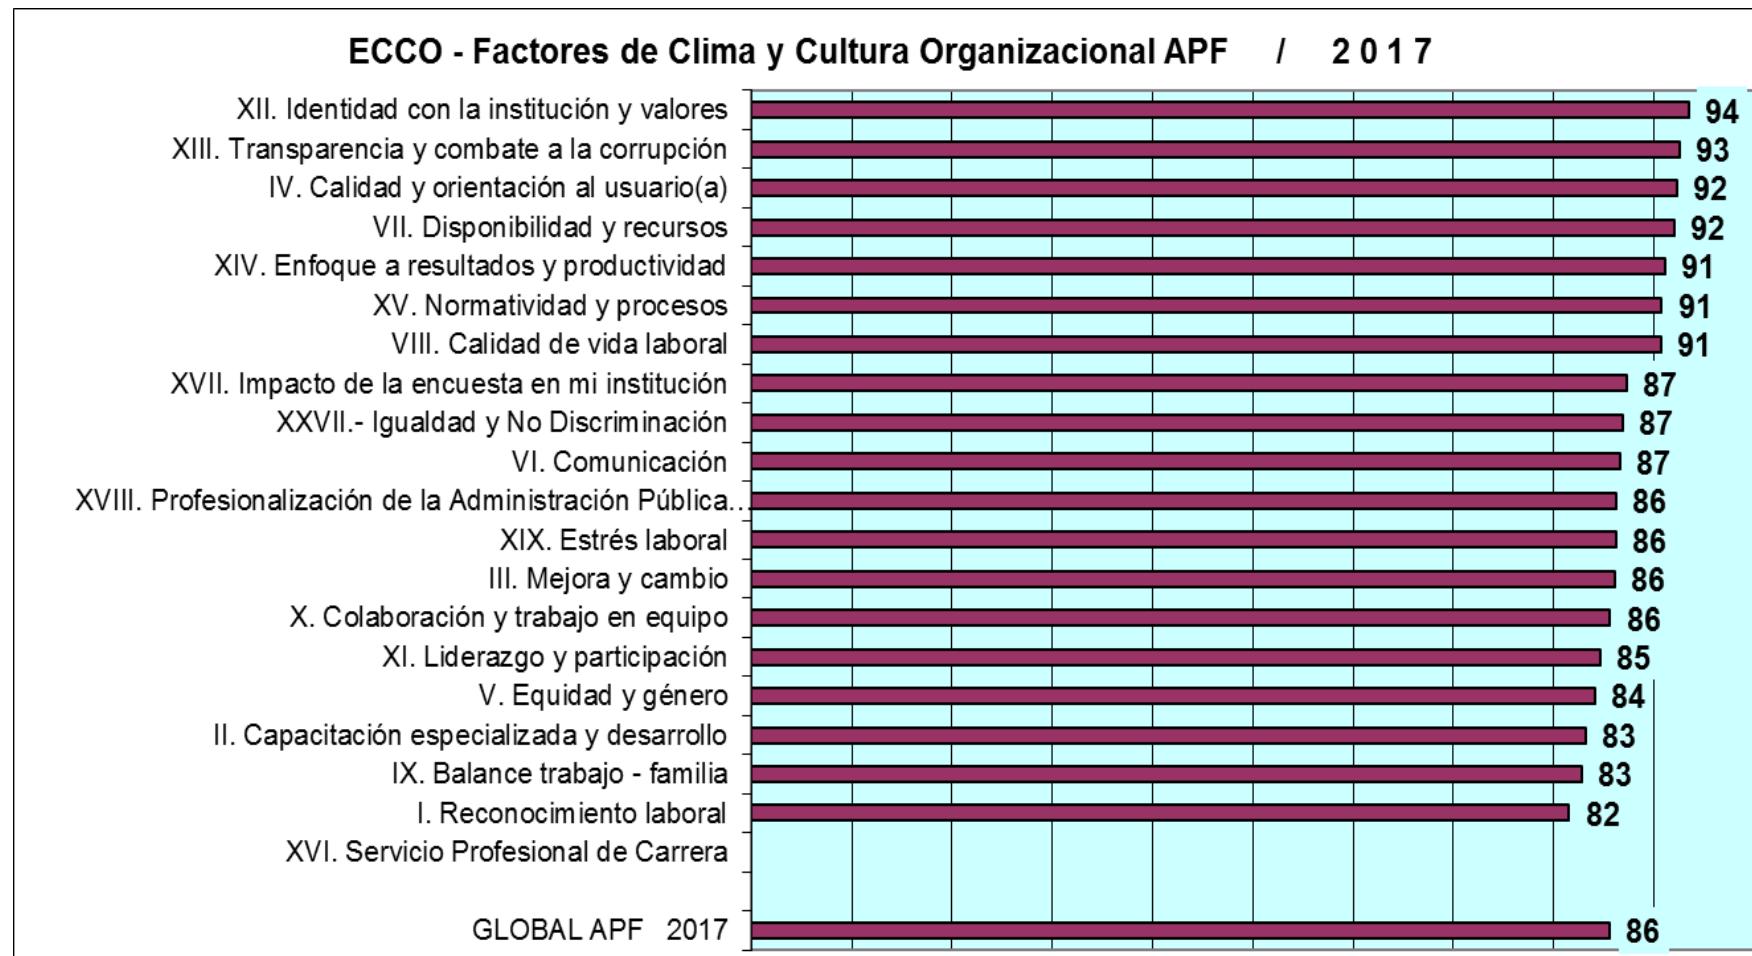 ECCO - Factores de Clima y Cultura Organizacional APF / 2 0 1 7
XII. Identidad con la institución y valores 94
XIII. Transparencia y combate a la corrupción 93
IV. Calidad y orientación al usuario(a) 92
VII. Disponibilidad y recursos 92
XIV. Enfoque a resultados y productividad 91
XV. Normatividad y procesos 91
VIII. Calidad de vida laboral 91
XVII. Impacto de la encuesta en mi institución 87
XXVII.- Igualdad y No Discriminación 87
VI. Comunicación 87
XVIII. Profesionalización de la Administración Pública... 86
XIX. Estrés laboral 86
III. Mejora y cambio 86
X. Colaboración y trabajo en equipo 86
XI. Liderazgo y participación 85
V. Equidad y género 84
II. Capacitación especializada y desarrollo 83
IX. Balance trabajo - familia 83
I. Reconocimiento laboral 82
XVI. Servicio Profesional de Carrera
GLOBAL APF 2017 86